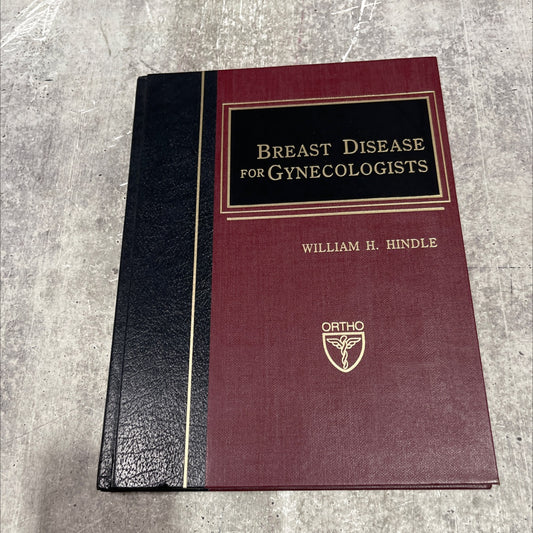 BREAST DISEASE
FOR GYNECOLOGISTS
WILLIAM H. HINDLE
ORTHO